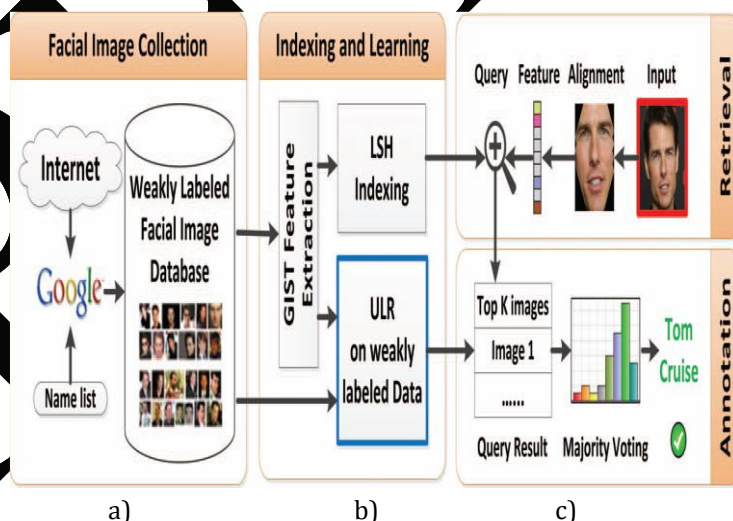 Facial Image Collection
Internet
Google
Name list
Weakly Labeled
Facial Image
Database
Indexing and Learning
GIST Feature
Extraction
LSH
Indexing
ULR
on weakly
labeled Data
Query Feature Alignment Input
Retrieval
Top K images
Image 1
......
Query Result
Majority Voting
Tom
Cruise
Annotation
a) b) c)